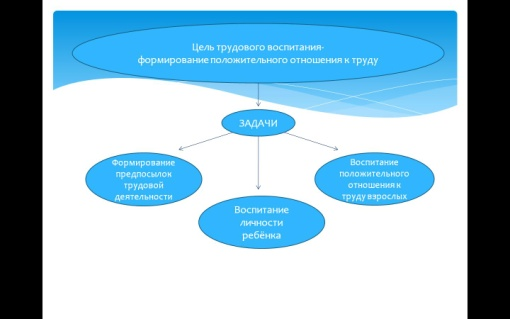 Цель трудового воспитания-
формирование положительного отношения к труду
ЗАДАЧИ
Формирование
предпосылок
трудовой
деятельности
Воспитание
личности
ребёнка
Воспитание
положительного
отношения к
труду взрослых